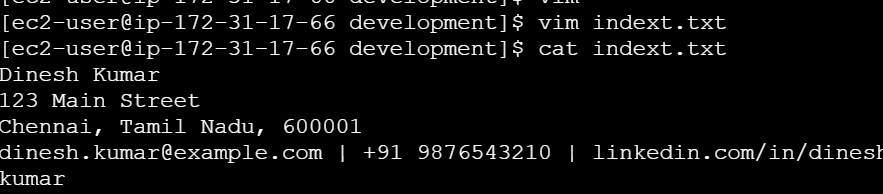 [ec2-user@ip-172-31-17-66 development]$ vim
[ec2-user@ip-172-31-17-66 development]$ vim indext.txt
[ec2-user@ip-172-31-17-66 development]$ cat indext.txt
Dinesh Kumar
123 Main Street
Chennai, Tamil Nadu, 600001
dinesh.kumar@example.com | +91 9876543210 | linkedin.com/in/dinesh
kumar